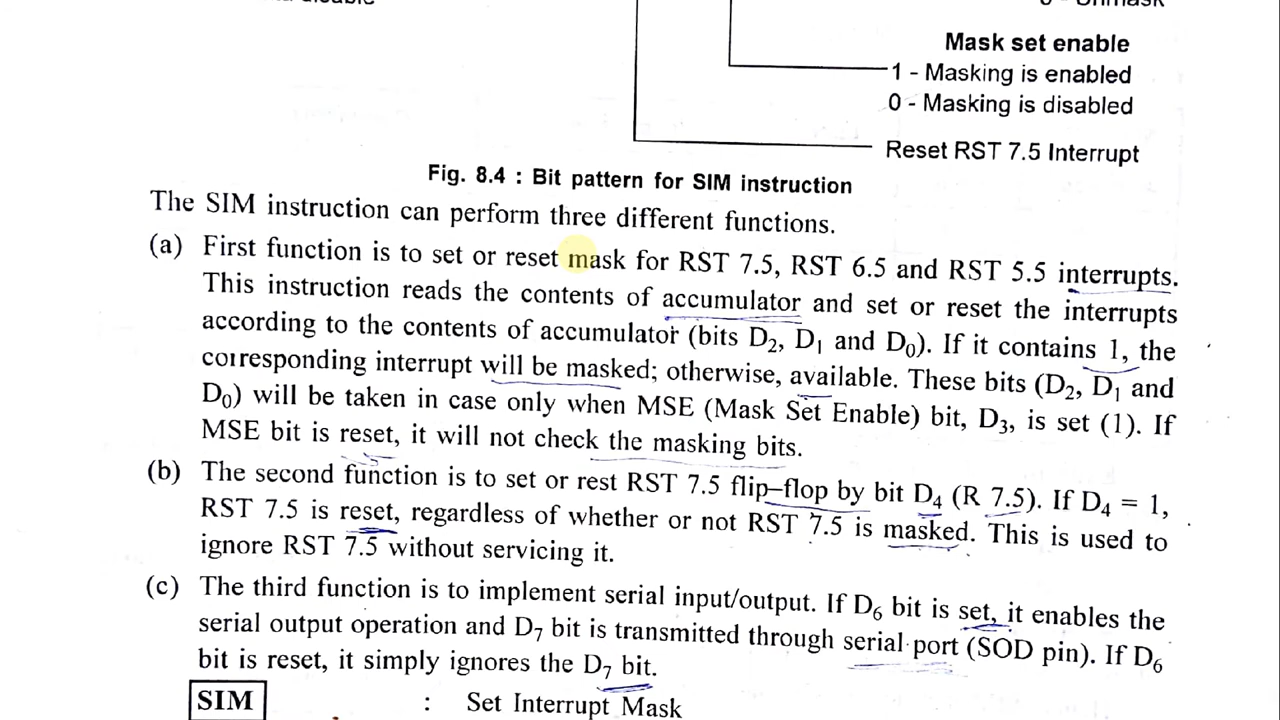 Mask set enable
1 - Masking is enabled
0 - Masking is disabled
Reset RST 7.5 Interrupt
Fig. 8.4 : Bit pattern for SIM instruction
The SIM instruction can perform three different functions.
(a) First function is to set or reset mask for RST 7.5, RST 6.5 and RST 5.5 interrupts.
This instruction reads the contents of accumulator and set or reset the interrupts
according to the contents of accumulator (bits D₂, D₁ and D₀). If it contains 1, the
corresponding interrupt will be masked; otherwise, available. These bits (D₂, D₁ and
D₀) will be taken in case only when MSE (Mask Set Enable) bit, D₃, is set (1). If
MSE bit is reset, it will not check the masking bits.
(b) The second function is to set or rest RST 7.5 flip–flop by bit D₄ (R 7.5). If D₄ = 1,
RST 7.5 is reset, regardless of whether or not RST 7.5 is masked. This is used to
ignore RST 7.5 without servicing it.
(c) The third function is to implement serial input/output. If D₆ bit is set, it enables the
serial output operation and D₇ bit is transmitted through serial port (SOD pin). If D₆
bit is reset, it simply ignores the D₇ bit.
SIM : Set Interrupt Mask